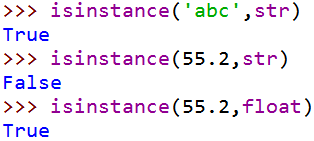 >>> isinstance('abc',str)
True
>>> isinstance(55.2,str)
False
>>> isinstance(55.2,float)
True